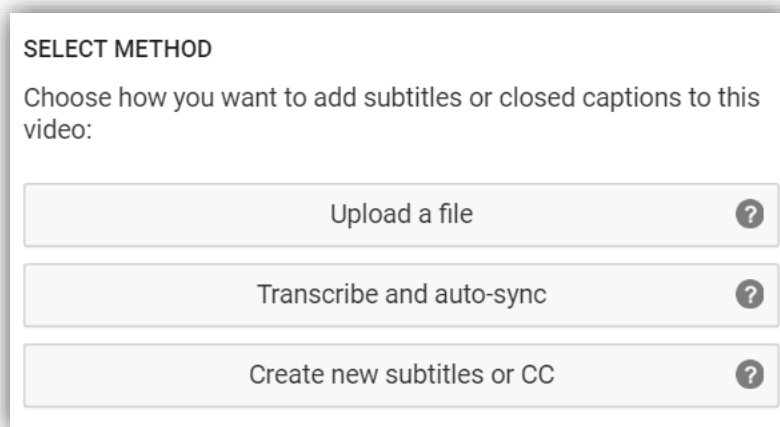 SELECT METHOD
Choose how you want to add subtitles or closed captions to this
video:
Upload a file ?
Transcribe and auto-sync ?
Create new subtitles or CC ?